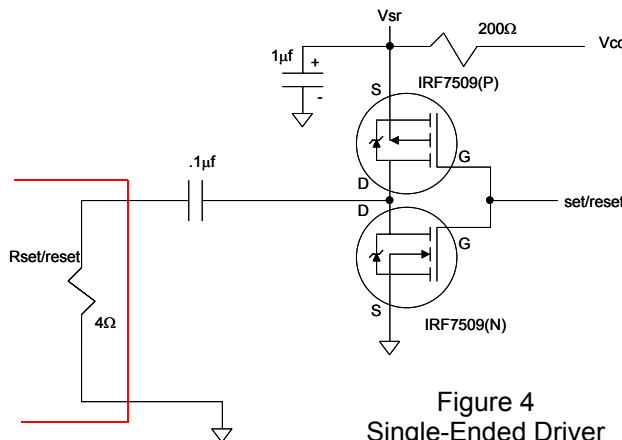 Vsr
200Ω
Vcc
1µf
+
-
IRF7509(P)
S
G
D
.1µf
D
set/reset
G
Rset/reset
4Ω
S
IRF7509(N)
Figure 4
Single-Ended Driver